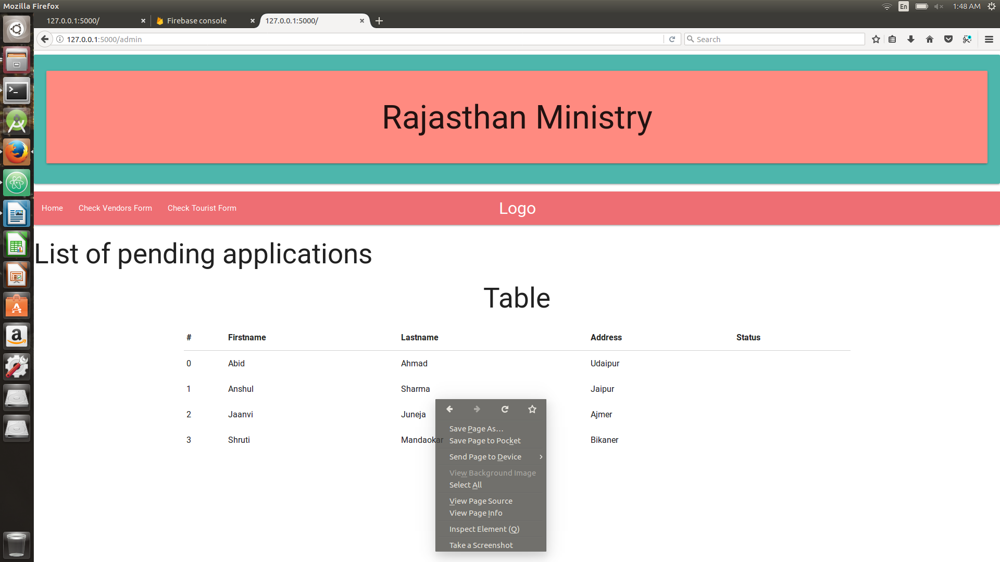 Mozilla Firefox
En
1:48 AM
127.0.0.1:5000/
Firebase console
127.0.0.1:5000/
127.0.0.1:5000/admin
Search
Rajasthan Ministry
Home Check Vendors Form Check Tourist Form Logo
List of pending applications
Table
# Firstname Lastname Address Status
0 Abid Ahmad Udaipur
1 Anshul Sharma Jaipur
2 Jaanvi Juneja Ajmer
3 Shruti Mandaokar Bikaner
Save Page As...
Save Page to Pocket
Send Page to Device
View Background Image
Select All
View Page Source
View Page Info
Inspect Element (Q)
Take a Screenshot